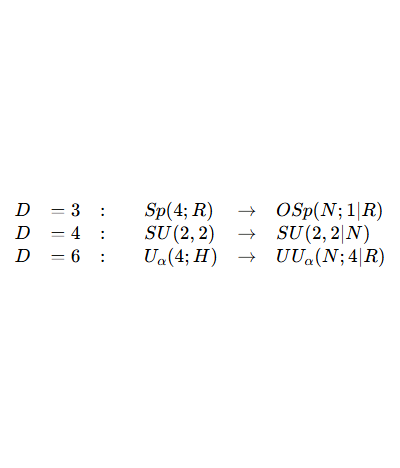 D = 3 : Sp(4; R) → OSp(N; 1|R)
D = 4 : SU(2, 2) → SU(2, 2|N)
D = 6 : U_α(4; H) → UU_α(N; 4|R)